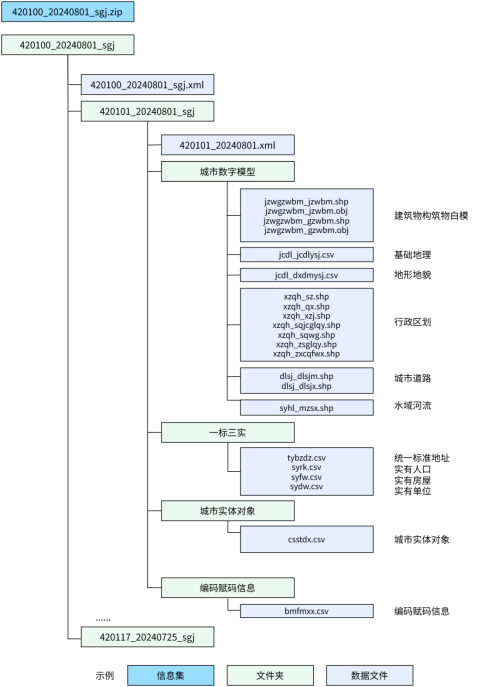 420100_20240801_sgj.zip
420100_20240801_sgj
420100_20240801_sgj.xml
420101_20240801_sgj
420101_20240801.xml
城市数字模型
jzwgzwbm_jzwbm.shp
jzwgzwbm_jzwbm.obj
jzwgzwbm_gzwbm.shp
jzwgzwbm_gzwbm.obj
建筑物构筑物白模
jcdl_jcdlysj.csv
基础地理
jcdl_dxdmysj.csv
地形地貌
xzqh_sz.shp
xzqh_qx.shp
xzqh_xzj.shp
xzqh_sqjcglqy.shp
xzqh_sqwg.shp
xzqh_zsglqy.shp
xzqh_zxcqfwx.shp
行政区划
dlsj_dlsjm.shp
dlsj_dlsjx.shp
城市道路
syhl_mzsx.shp
水域河流
一标三实
tybzdz.csv
syrk.csv
syfw.csv
sydw.csv
统一标准地址
实有人口
实有房屋
实有单位
城市实体对象
csstdx.csv
城市实体对象
编码赋码信息
bmfmxx.csv
编码赋码信息
......
420117_20240725_sgj
示例
信息集
文件夹
数据文件